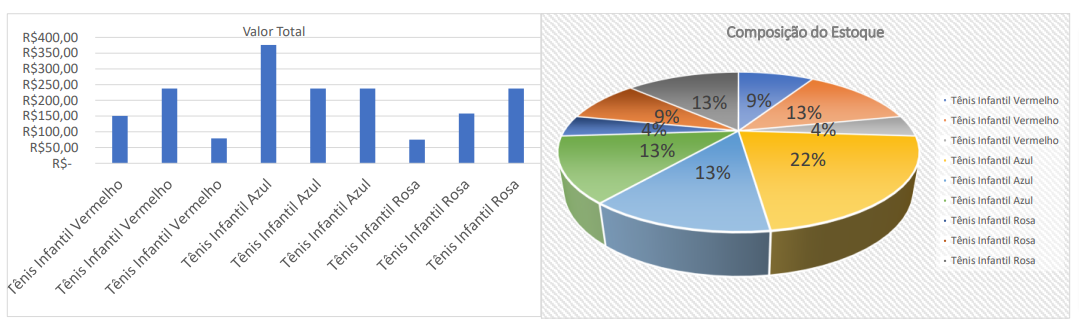 Valor Total
R$400,00
R$350,00
R$300,00
R$250,00
R$200,00
R$150,00
R$100,00
R$50,00
R$-
Tênis Infantil Vermelho
Tênis Infantil Vermelho
Tênis Infantil Vermelho
Tênis Infantil Azul
Tênis Infantil Azul
Tênis Infantil Azul
Tênis Infantil Rosa
Tênis Infantil Rosa
Tênis Infantil Rosa
Composição do Estoque
9%
13%
4%
22%
13%
13%
4%
9%
13%
Tênis Infantil Vermelho
Tênis Infantil Vermelho
Tênis Infantil Vermelho
Tênis Infantil Azul
Tênis Infantil Azul
Tênis Infantil Azul
Tênis Infantil Rosa
Tênis Infantil Rosa
Tênis Infantil Rosa